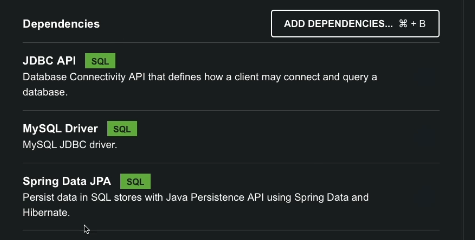 Dependencies
ADD DEPENDENCIES... ⌘ + B
JDBC API SQL
Database Connectivity API that defines how a client may connect and query a
database.
MySQL Driver SQL
MySQL JDBC driver.
Spring Data JPA SQL
Persist data in SQL stores with Java Persistence API using Spring Data and
Hibernate.